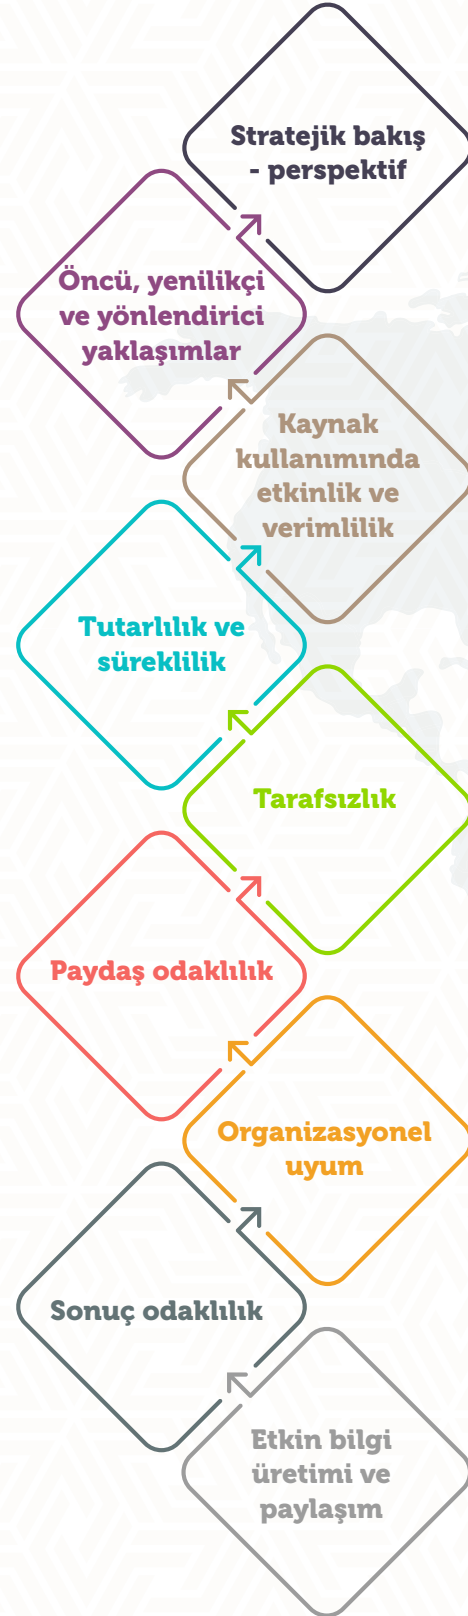 Stratejik bakış
- perspektif
Öncü, yenilikçi
ve yönlendirici
yaklaşımlar
Kaynak
kullanımında
etkinlik ve
verimlilik
Tutarlılık ve
süreklilik
Tarafsızlık
Paydaş odaklılık
Organizasyonel
uyum
Sonuç odaklılık
Etkin bilgi
üretimi ve
paylaşım